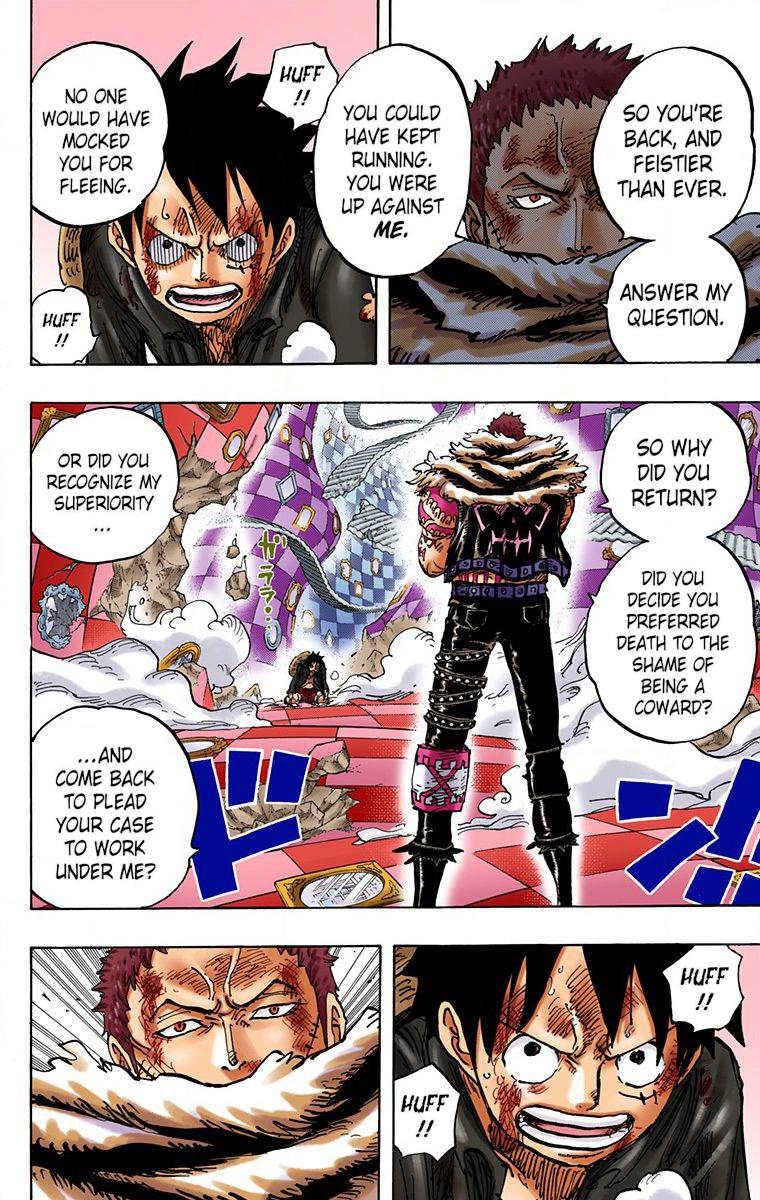 SO YOU'RE
BACK, AND
FEISTIER
THAN EVER.
ANSWER MY
QUESTION.
YOU COULD
HAVE KEPT
RUNNING.
YOU WERE
UP AGAINST
ME.
HUFF
!!
NO ONE
WOULD HAVE
MOCKED
YOU FOR
FLEEING.
HUFF
!!
SO WHY
DID YOU
RETURN?
DID YOU
DECIDE YOU
PREFERRED
DEATH TO THE
SHAME OF
BEING A
COWARD?
ガララ…
OR DID YOU
RECOGNIZE MY
SUPERIORITY
...
...AND
COME BACK
TO PLEAD
YOUR CASE
TO WORK
UNDER ME?
ドン!!
HUFF
!!
HUFF
!!